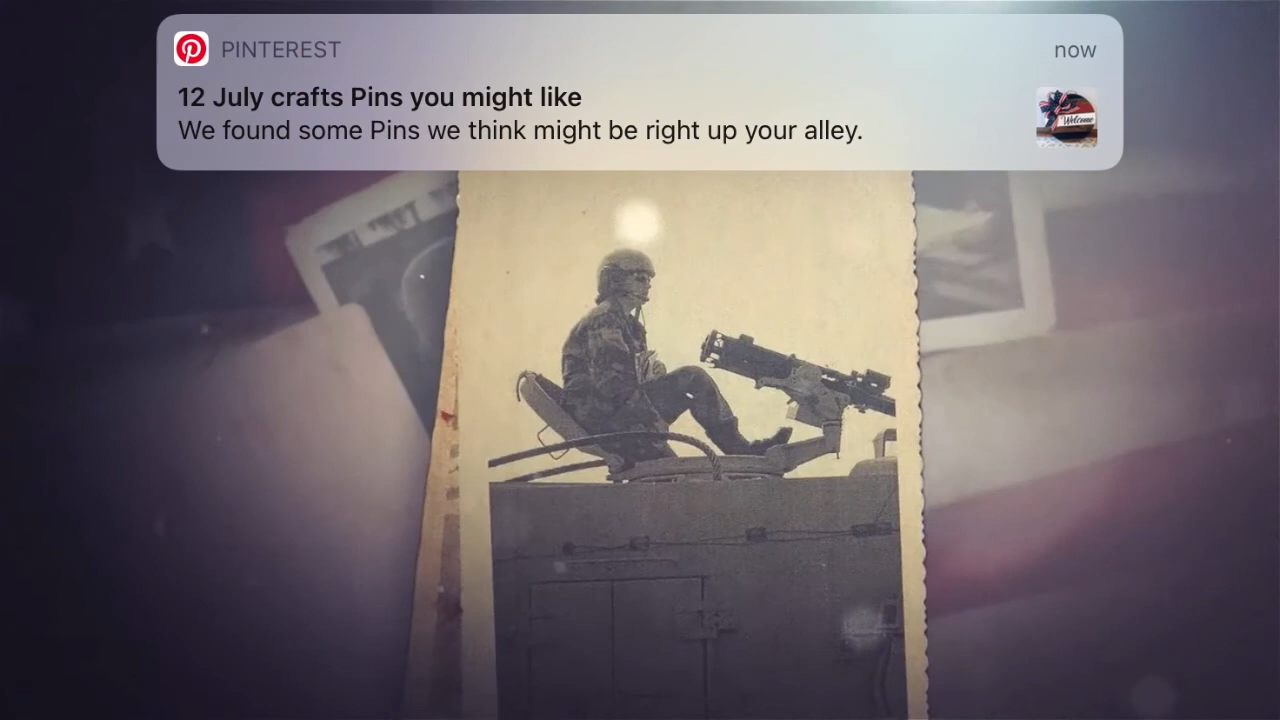 PINTEREST
now
12 July crafts Pins you might like
We found some Pins we think might be right up your alley.
Welcome